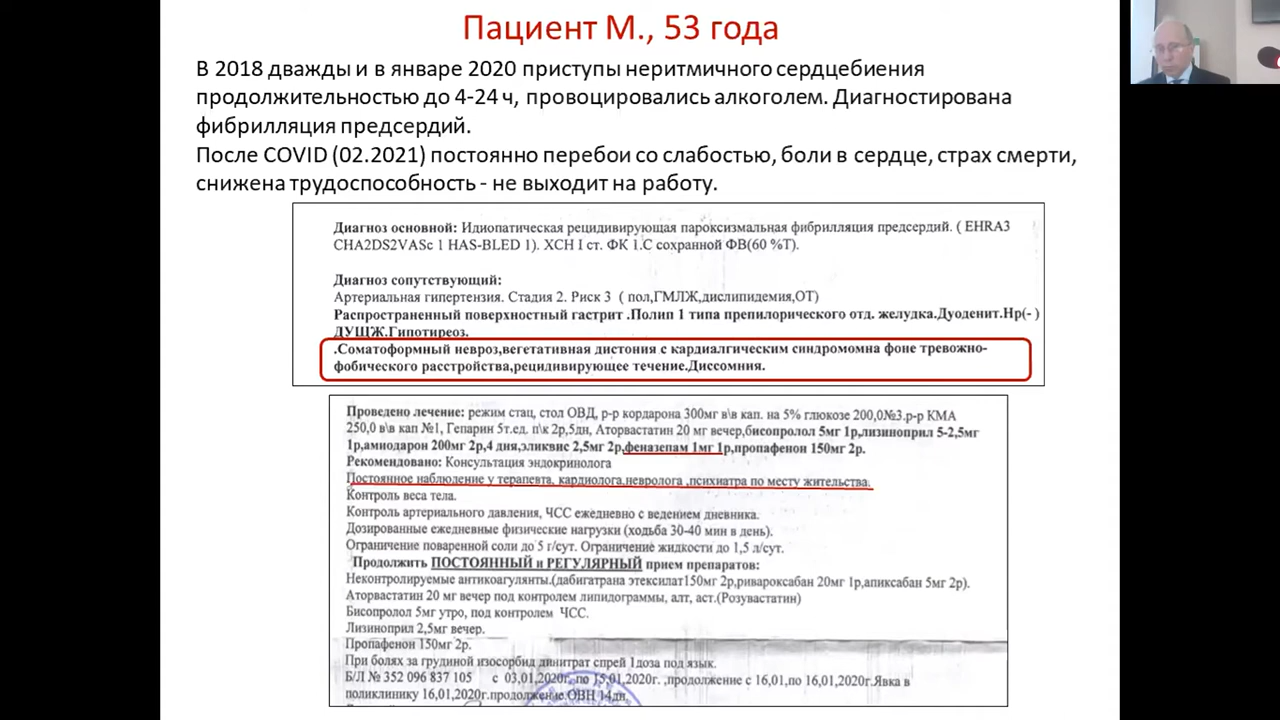 Пациент М., 53 года
В 2018 дважды и в январе 2020 приступы неритмичного сердцебиения
продолжительностью до 4-24 ч, провоцировались алкоголем. Диагностирована
фибрилляция предсердий.
После COVID (02.2021) постоянно перебои со слабостью, боли в сердце, страх смерти,
снижена трудоспособность - не выходит на работу.
Диагноз основной: Идиопатическая рецидивирующая пароксизмальная фибрилляция предсердий. ( EHRA3
CHA2DS2VASc 1 HAS-BLED 1). ХСН I ст. ФК 1.С сохранной ФВ(60 %Т).
Диагноз сопутствующий:
Артериальная гипертензия. Стадия 2. Риск 3 ( пол,ГМЛЖ,дислипидемия,ОТ)
Распространенный поверхностный гастрит .Полип 1 типа препилорического отд. желудка.Дуоденит.Нр(- )
ДУЩЖ.Гипотиреоз.
.Соматоформный невроз,вегетативная дистония с кардиалгическим синдромомна фоне тревожно-
фобического расстройства,рецидивирующее течение.Диссомния.
Проведено лечение: режим стац, стол ОВД, р-р кордарона 300мг в\в кап. на 5% глюкозе 200,0№3.р-р КМА
250,0 в\в кап №1, Гепарин 5т.ед. п\к 2р,5дн, Аторвастатин 20 мг вечер,бисопролол 5мг 1р,лизиноприл 5-2,5мг
1р,амиодарон 200мг 2р,4 дня,эликвис 2,5мг 2р,феназепам 1мг 1р,пропафенон 150мг 2р.
Рекомендовано: Консультация эндокринолога
Постоянное наблюдение у терапевта, кардиолога,невролога ,психиатра по месту жительства.
Контроль веса тела.
Контроль артериального давления, ЧСС ежедневно с ведением дневника.
Дозированные ежедневные физические нагрузки (ходьба 30-40 мин в день).
Ограничение поваренной соли до 5 г/сут. Ограничение жидкости до 1,5 л/сут.
Продолжить ПОСТОЯННЫЙ и РЕГУЛЯРНЫЙ прием препаратов:
Неконтролируемые антикоагулянты.(дабигатрана этексилат150мг 2р,ривароксабан 20мг 1р,апиксабан 5мг 2р).
Аторвастатин 20 мг вечер под контролем липидограммы, алт, аст.(Розувастатин)
Бисопролол 5мг утро, под контролем ЧСС.
Лизиноприл 2,5мг вечер.
Пропафенон 150мг 2р.
При болях за грудиной изосорбид динитрат спрей 1доза под язык.
Б/Л № 352 096 837 105 с 03,01,2020г. по 15,01,2020г. ,продолжение с 16,01,по 16,01,2020г.Явка в
поликлинику 16,01,2020г.продолжение.ОВН 14дн.